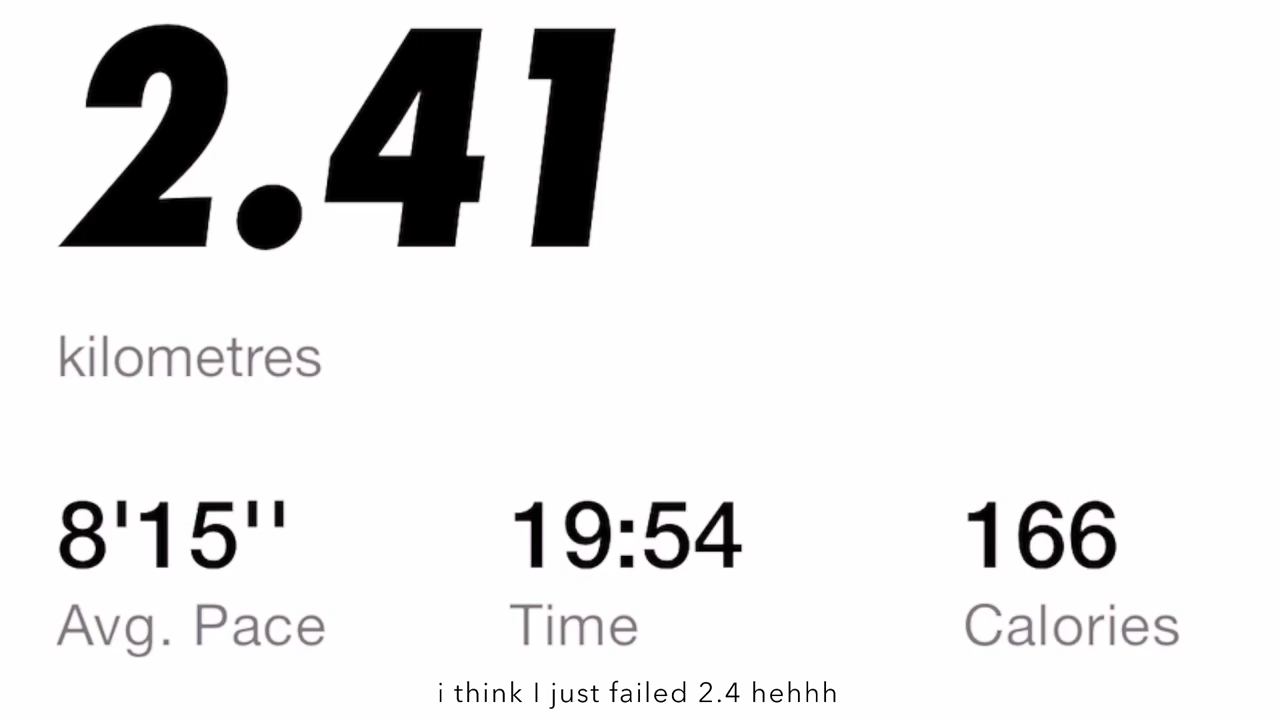 2.41
kilometres
8'15'' 19:54 166
Avg. Pace Time Calories
i think I just failed 2.4 hehhh